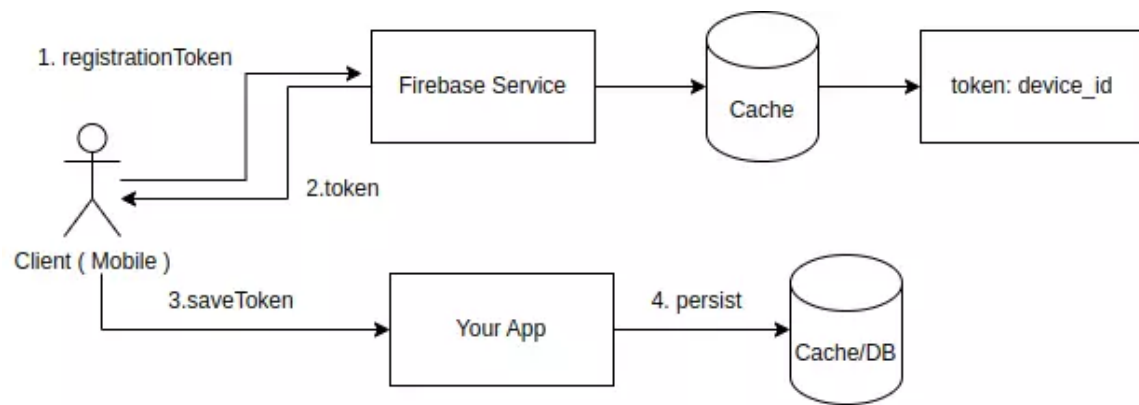 1. registrationToken
Firebase Service
Cache
token: device_id
2.token
Client ( Mobile )
3.saveToken
Your App
4. persist
Cache/DB